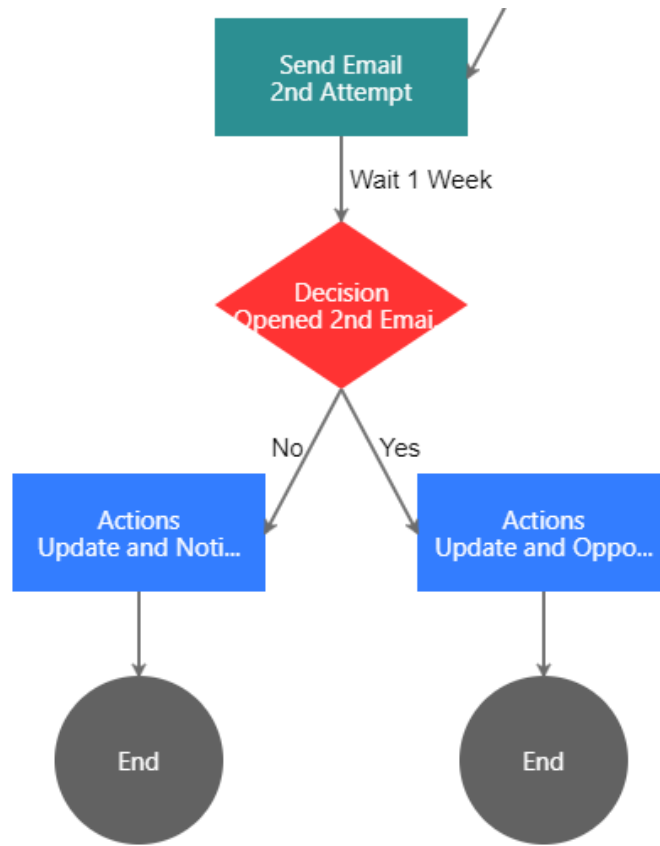 Send Email
2nd Attempt
Wait 1 Week
Decision
Opened 2nd Emai..
No
Yes
Actions
Update and Noti...
Actions
Update and Oppo...
End
End